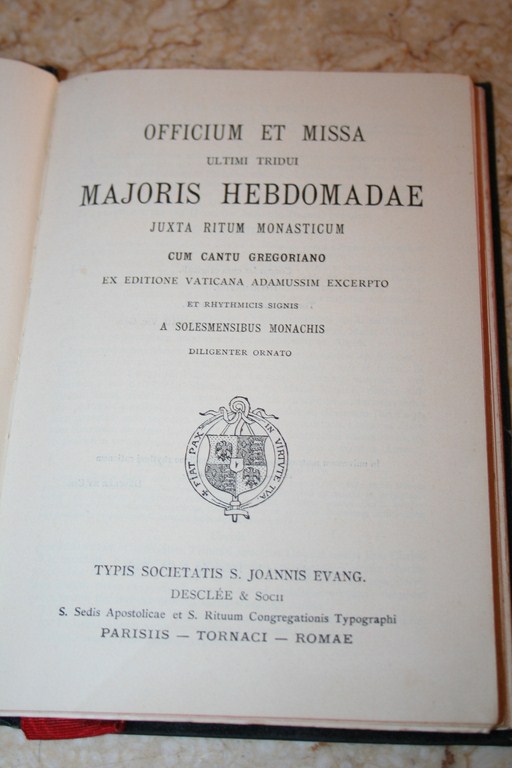 OFFICIUM ET MISSA
ULTIMI TRIDUI
MAJORIS HEBDOMADAE
JUXTA RITUM MONASTICUM
CUM CANTU GREGORIANO
EX EDITIONE VATICANA ADAMUSSIM EXCERPTO
ET RHYTHMICIS SIGNIS
A SOLESMENSIBUS MONACHIS
DILIGENTER ORNATO
✠ FIAT PAX IN VIRTVTE TVA
TYPIS SOCIETATIS S. JOANNIS EVANG.
DESCLÉE & Socii
S. Sedis Apostolicae et S. Rituum Congregationis Typographi
PARISIIS — TORNACI — ROMAE